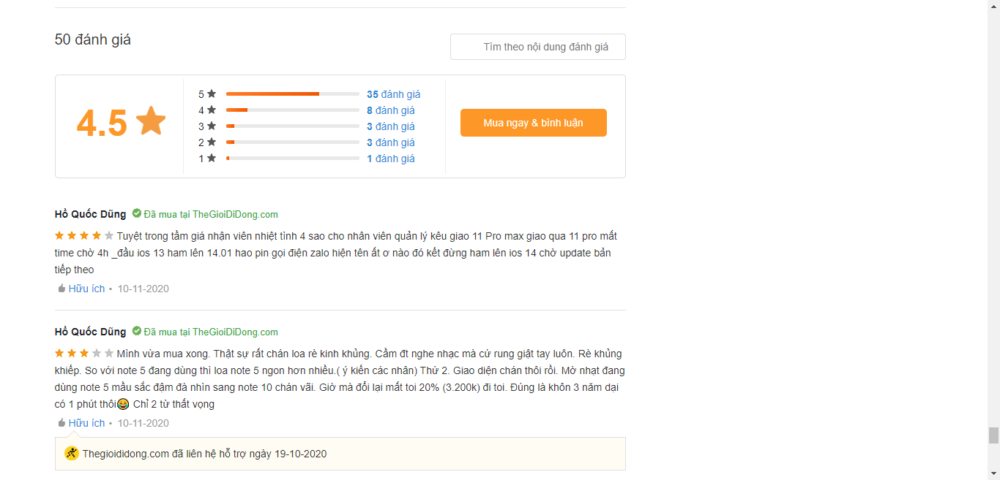 50 đánh giá
Tìm theo nội dung đánh giá
4.5
5 35 đánh giá
4 8 đánh giá
3 3 đánh giá
2 3 đánh giá
1 1 đánh giá
Mua ngay & bình luận
Hồ Quốc Dũng Đã mua tại TheGioiDiDong.com
Tuyệt trong tầm giá nhận viên nhiệt tình 4 sao cho nhân viên quản lý kêu giao 11 Pro max giao qua 11 pro mất
time chờ 4h _đầu ios 13 ham lên 14.01 hao pin gọi điện zalo hiện tên ất ơ nào đó kết đừng ham lên ios 14 chờ update bản
tiếp theo
Hữu ích • 10-11-2020
Hồ Quốc Dũng Đã mua tại TheGioiDiDong.com
Mình vừa mua xong. Thật sự rất chán loa rè kinh khủng. Cầm đt nghe nhạc mà cứ rung giật tay luôn. Rè khủng
khiếp. So với note 5 đang dùng thì loa note 5 ngon hơn nhiều.( ý kiến các nhân) Thứ 2. Giao diện chán thôi rồi. Mờ nhạt đang
dùng note 5 mầu sắc đậm đà nhìn sang note 10 chán vãi. Giờ mà đổi lại mất toi 20% (3.200k) đi toi. Đúng là khôn 3 năm dại
có 1 phút thôi😂 Chỉ 2 từ thất vọng
Hữu ích • 10-11-2020
Thegioididong.com đã liên hệ hỗ trợ ngày 19-10-2020